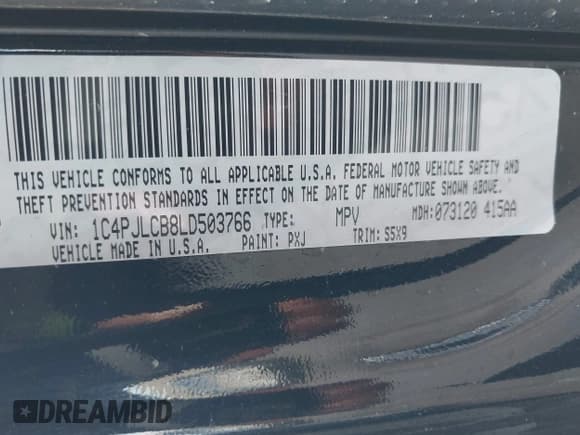 THIS VEHICLE CONFORMS TO ALL APPLICABLE U.S.A. FEDERAL MOTOR VEHICLE SAFETY AND
THEFT PREVENTION STANDARDS IN EFFECT ON THE DATE OF MANUFACTURE SHOWN ABOVE.
VIN: 1C4PJLCB8LD503766 TYPE: MPV MDH: 073120 415AA
VEHICLE MADE IN U.S.A. PAINT: PXJ TRIM: S5X9
DREAMBID